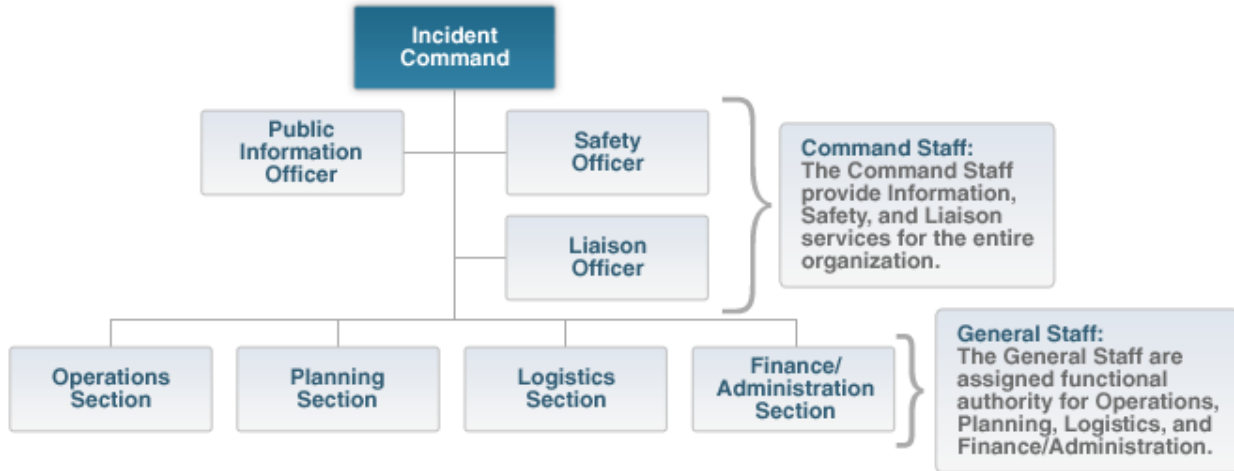 Incident
Command
Public
Information
Officer
Safety
Officer
Liaison
Officer
Command Staff:
The Command Staff
provide Information,
Safety, and Liaison
services for the entire
organization.
Operations
Section
Planning
Section
Logistics
Section
Finance/
Administration
Section
General Staff:
The General Staff are
assigned functional
authority for Operations,
Planning, Logistics, and
Finance/Administration.